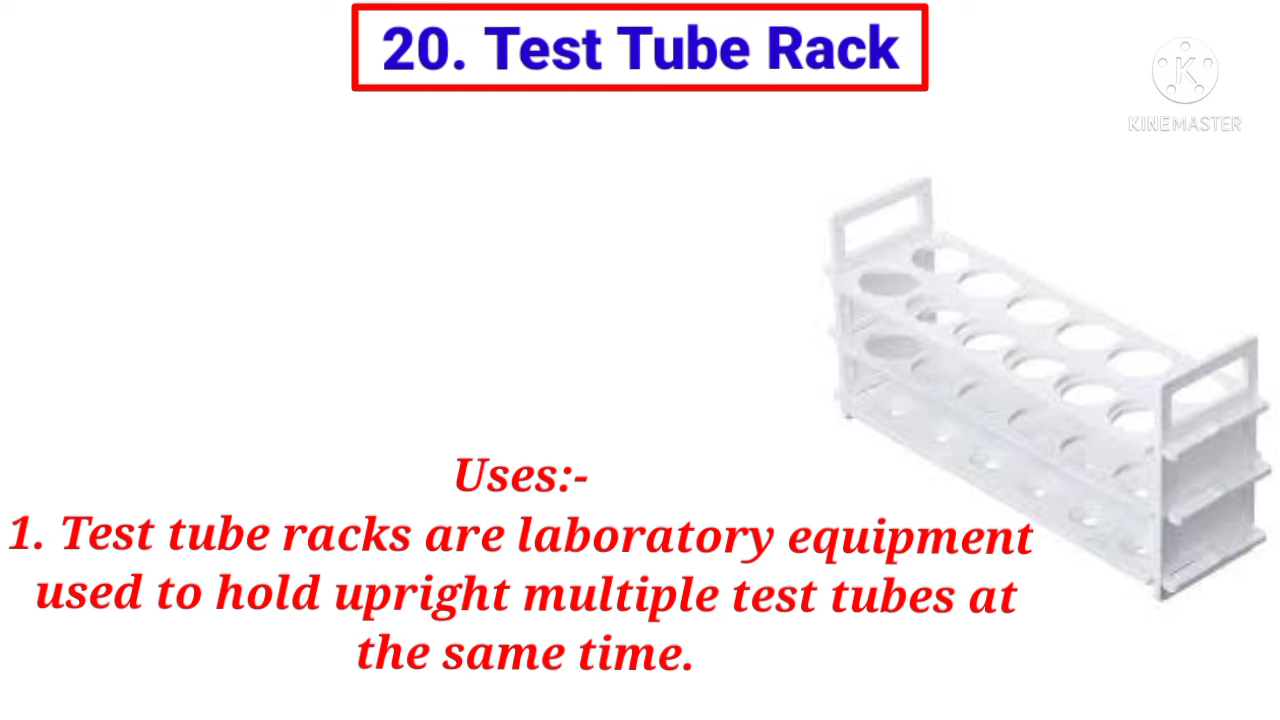 20. Test Tube Rack
KINEMASTER
Uses:-
1. Test tube racks are laboratory equipment
used to hold upright multiple test tubes at
the same time.